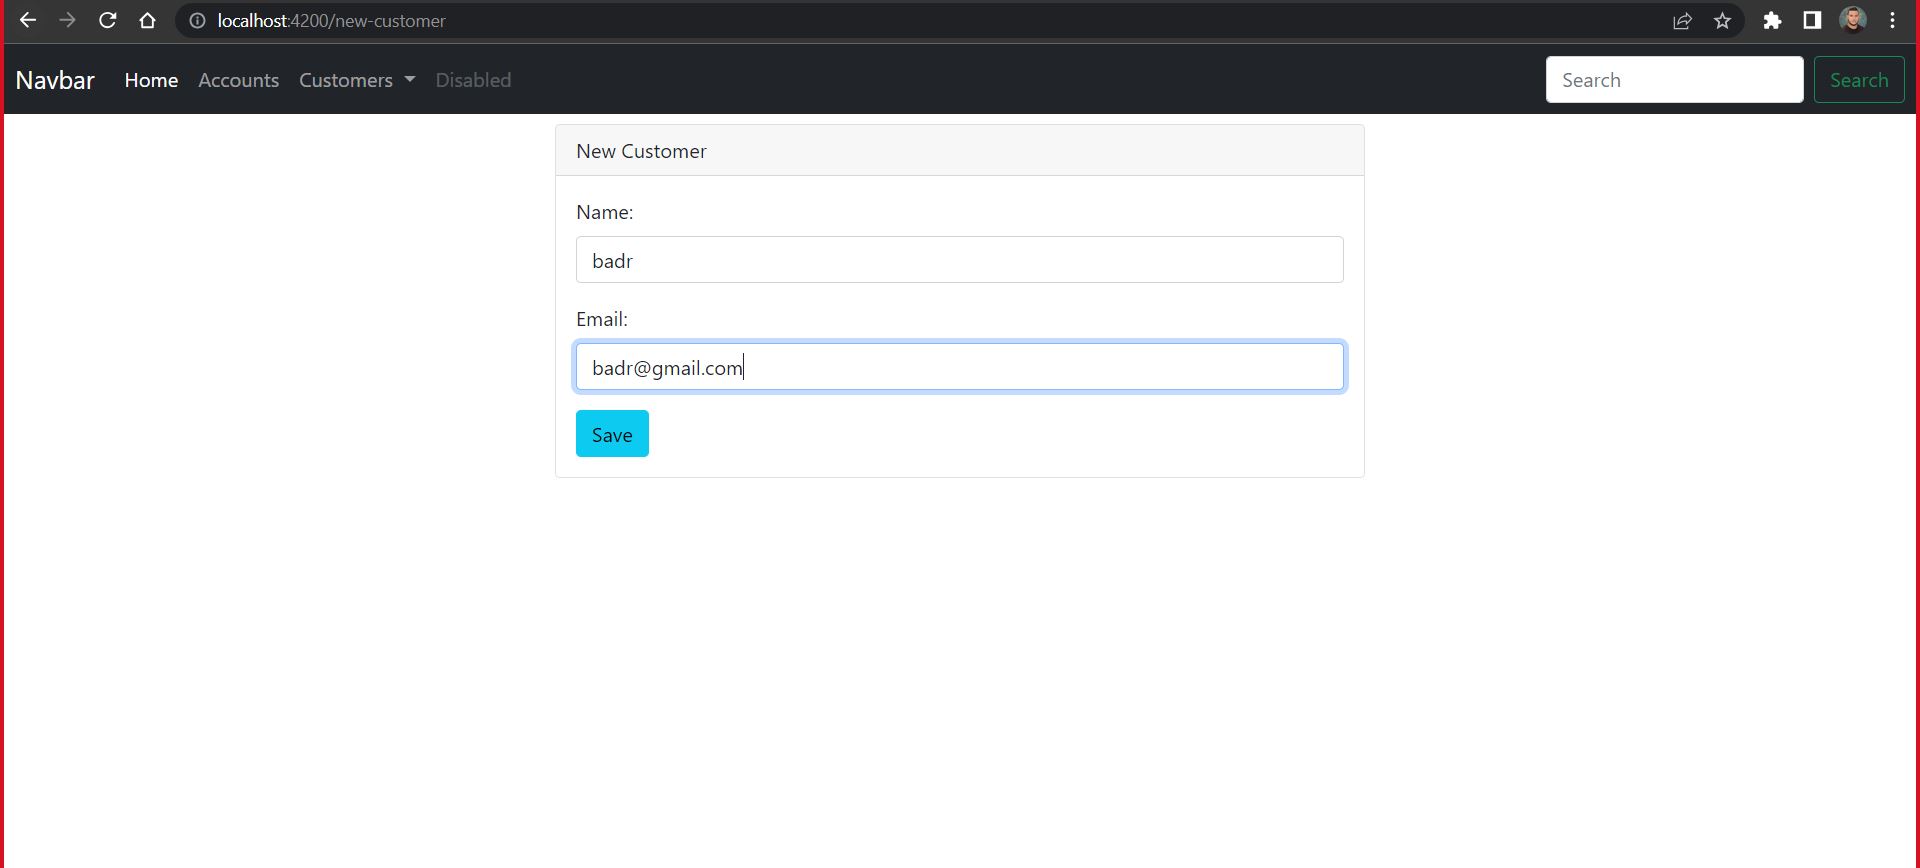 localhost:4200/new-customer
Navbar Home Accounts Customers Disabled Search Search
New Customer
Name:
badr
Email:
badr@gmail.com
Save